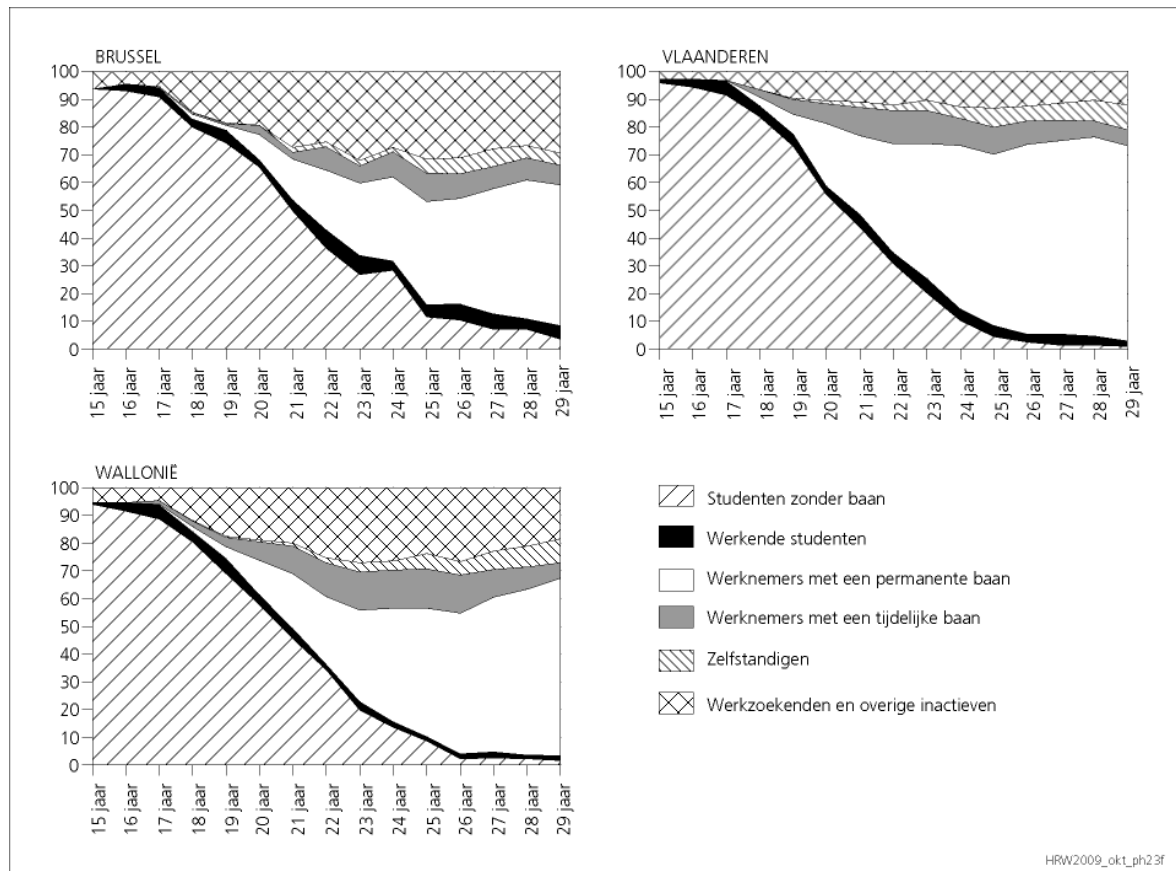 BRUSSEL
100
90
80
70
60
50
40
30
20
10
0
15 jaar
16 jaar
17 jaar
18 jaar
19 jaar
20 jaar
21 jaar
22 jaar
23 jaar
24 jaar
25 jaar
26 jaar
27 jaar
28 jaar
29 jaar
VLAANDEREN
100
90
80
70
60
50
40
30
20
10
0
15 jaar
16 jaar
17 jaar
18 jaar
19 jaar
20 jaar
21 jaar
22 jaar
23 jaar
24 jaar
25 jaar
26 jaar
27 jaar
28 jaar
29 jaar
WALLONIË
100
90
80
70
60
50
40
30
20
10
0
15 jaar
16 jaar
17 jaar
18 jaar
19 jaar
20 jaar
21 jaar
22 jaar
23 jaar
24 jaar
25 jaar
26 jaar
27 jaar
28 jaar
29 jaar
Studenten zonder baan
Werkende studenten
Werknemers met een permanente baan
Werknemers met een tijdelijke baan
Zelfstandigen
Werkzoekenden en overige inactieven
HRW2009_okt_ph23f